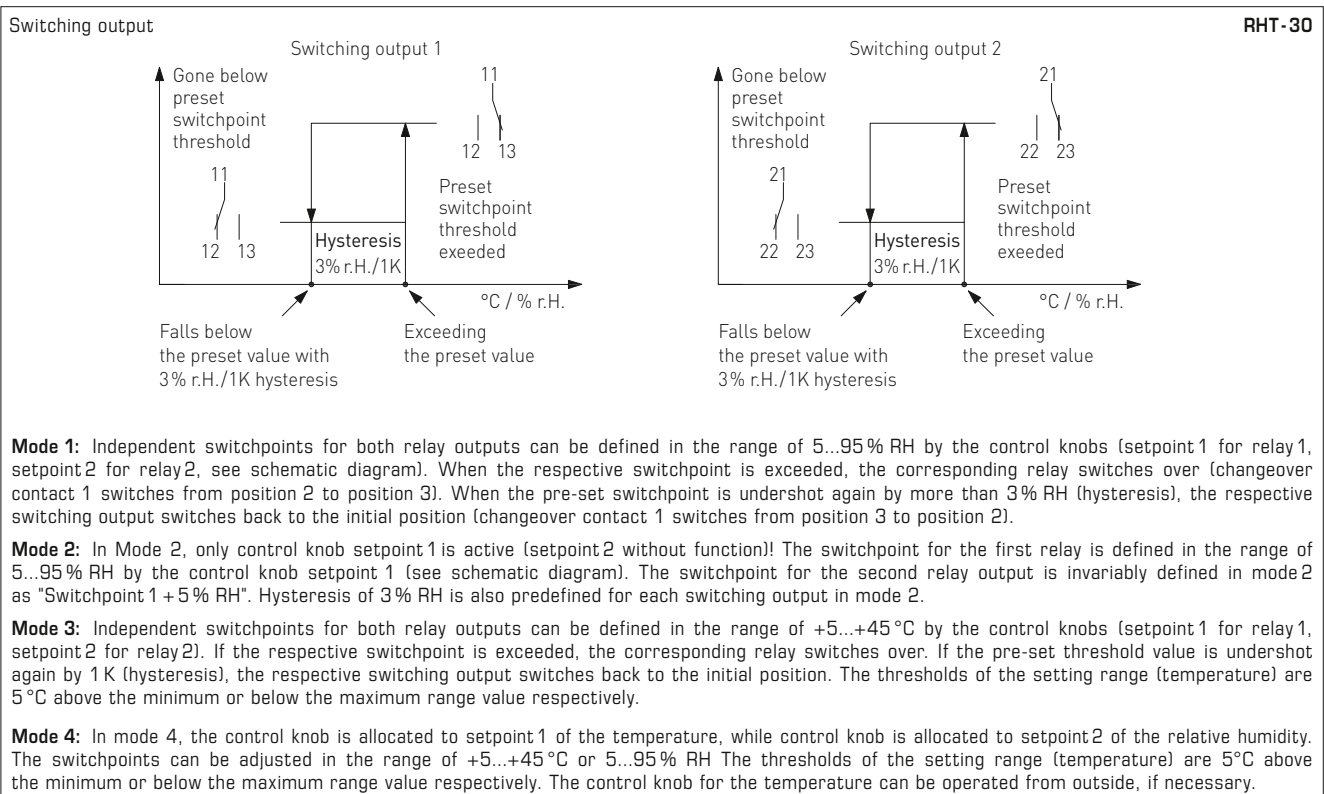 Switching output
RHT-30
Switching output 1
Gone below
preset
switchpoint
threshold
11
12 13
11
12 13
Preset
switchpoint
threshold
exeeded
Hysteresis
3% r.H./1K
°C / % r.H.
Falls below
the preset value with
3% r.H./1K hysteresis
Exceeding
the preset value
Switching output 2
Gone below
preset
switchpoint
threshold
21
22 23
21
22 23
Preset
switchpoint
threshold
exeeded
Hysteresis
3% r.H./1K
°C / % r.H.
Falls below
the preset value with
3% r.H./1K hysteresis
Exceeding
the preset value
Mode 1: Independent switchpoints for both relay outputs can be defined in the range of 5...95% RH by the control knobs (setpoint 1 for relay 1,
setpoint 2 for relay 2, see schematic diagram). When the respective switchpoint is exceeded, the corresponding relay switches over (changeover
contact 1 switches from position 2 to position 3). When the pre-set switchpoint is undershot again by more than 3% RH (hysteresis), the respective
switching output switches back to the initial position (changeover contact 1 switches from position 3 to position 2).
Mode 2: In Mode 2, only control knob setpoint 1 is active (setpoint 2 without function)! The switchpoint for the first relay is defined in the range of
5...95% RH by the control knob setpoint 1 (see schematic diagram). The switchpoint for the second relay output is invariably defined in mode 2
as "Switchpoint 1 + 5% RH". Hysteresis of 3% RH is also predefined for each switching output in mode 2.
Mode 3: Independent switchpoints for both relay outputs can be defined in the range of +5...+45°C by the control knobs (setpoint 1 for relay 1,
setpoint 2 for relay 2). If the respective switchpoint is exceeded, the corresponding relay switches over. If the pre-set threshold value is undershot
again by 1 K (hysteresis), the respective switching output switches back to the initial position. The thresholds of the setting range (temperature) are
5°C above the minimum or below the maximum range value respectively.
Mode 4: In mode 4, the control knob is allocated to setpoint 1 of the temperature, while control knob is allocated to setpoint 2 of the relative humidity.
The switchpoints can be adjusted in the range of +5...+45°C or 5...95% RH The thresholds of the setting range (temperature) are 5°C above
the minimum or below the maximum range value respectively. The control knob for the temperature can be operated from outside, if necessary.